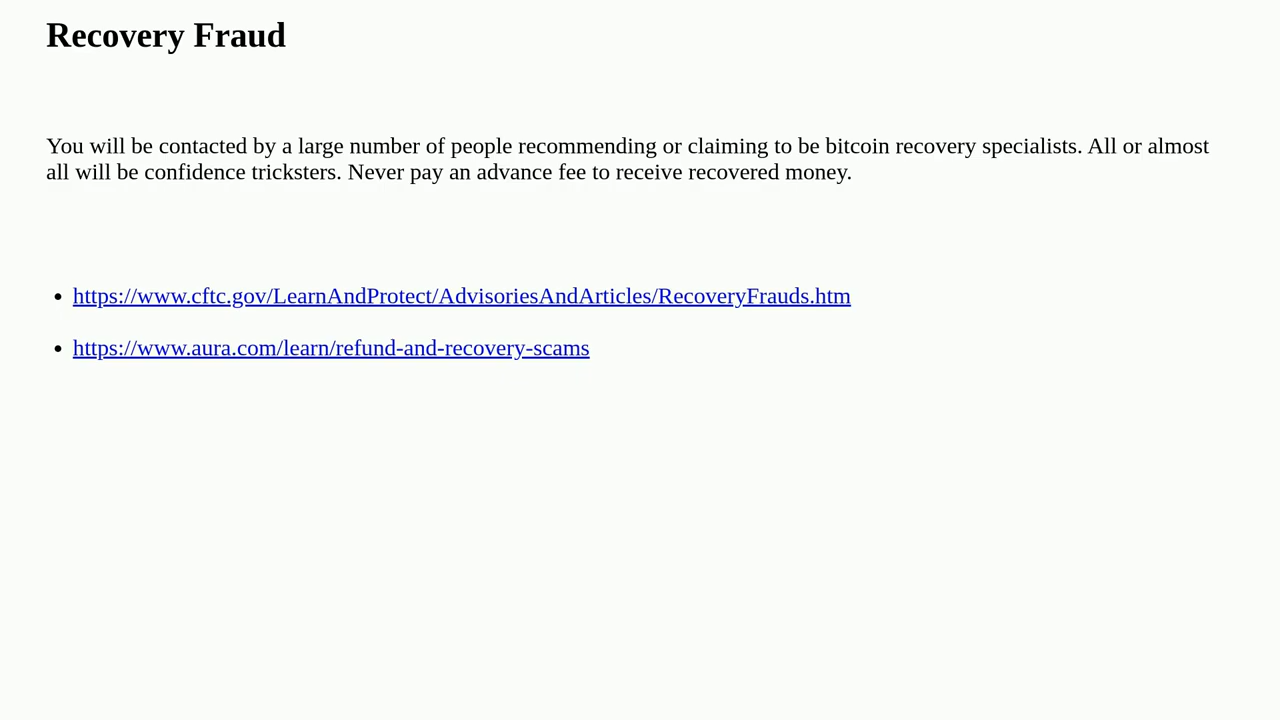 Recovery Fraud
You will be contacted by a large number of people recommending or claiming to be bitcoin recovery specialists. All or almost
all will be confidence tricksters. Never pay an advance fee to receive recovered money.
• https://www.cftc.gov/LearnAndProtect/AdvisoriesAndArticles/RecoveryFrauds.htm
• https://www.aura.com/learn/refund-and-recovery-scams